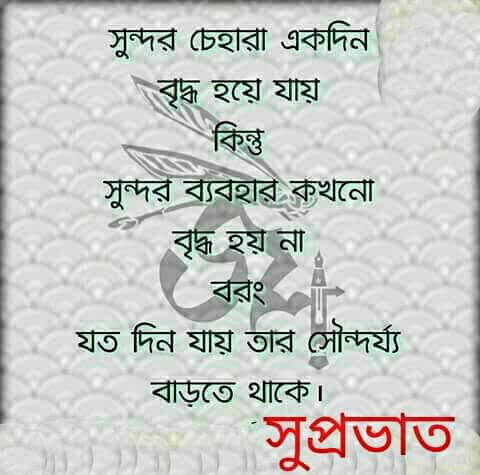 সুন্দর চেহারা একদিন
বৃদ্ধ হয়ে যায়
কিন্তু
সুন্দর ব্যবহার কখনো
বৃদ্ধ হয় না
বরং
যত দিন যায় তার সৌন্দর্য্য
বাড়তে থাকে।
সুপ্রভাত